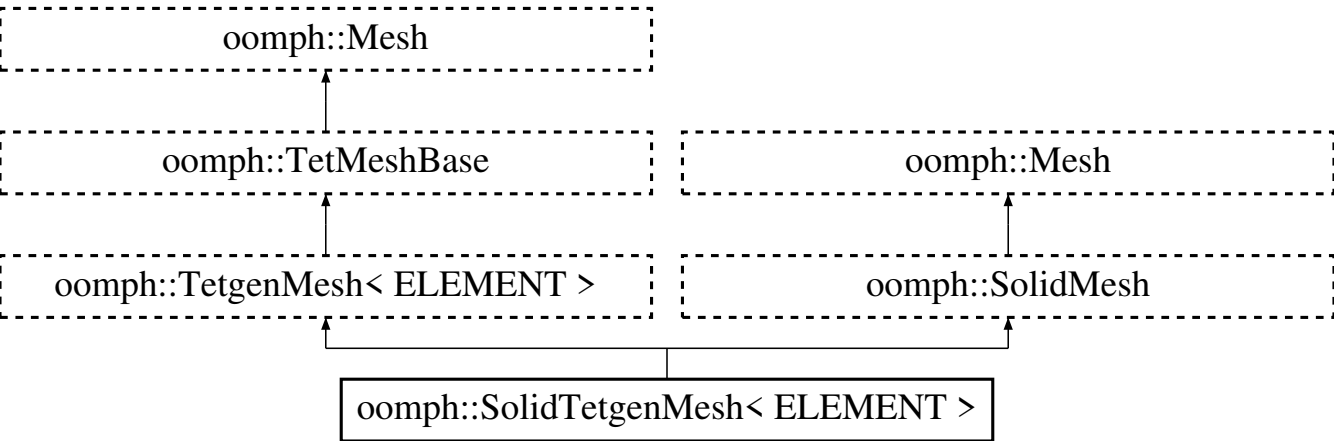 oomph::Mesh
oomph::TetMeshBase
oomph::Mesh
oomph::TetgenMesh< ELEMENT >
oomph::SolidMesh
oomph::SolidTetgenMesh< ELEMENT >